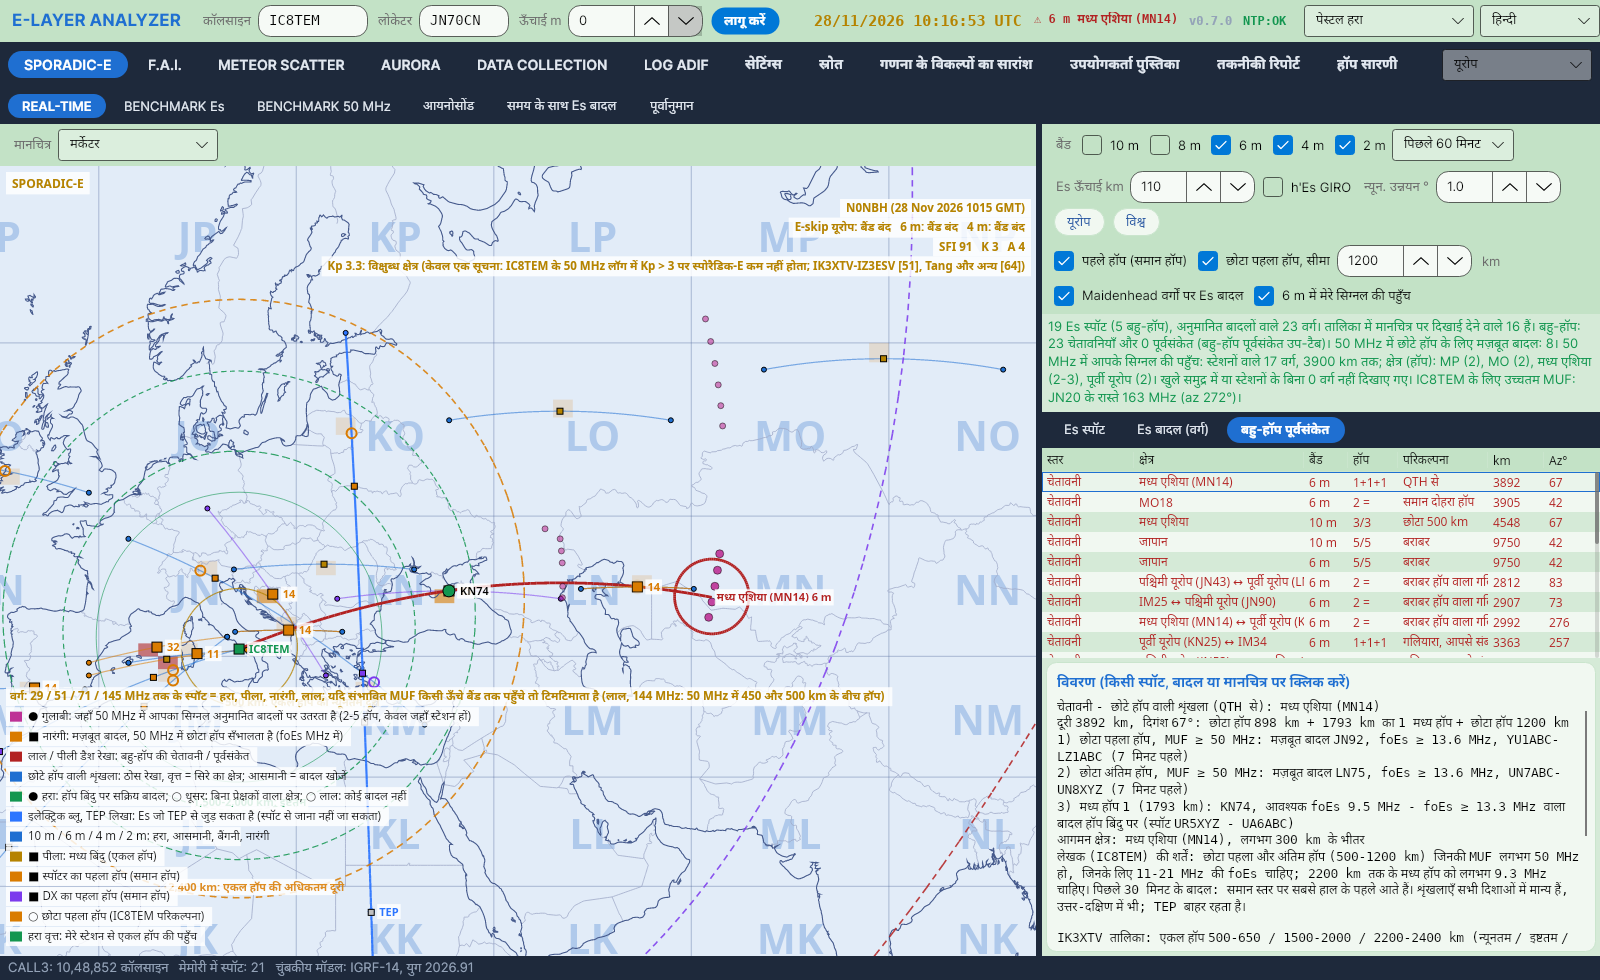 E-LAYER ANALYZER कॉलसाइन IC8TEM लोकेटर JN70CN ऊँचाई m 0 लागू करें 28/11/2026 10:16:53 UTC ⚠ 6 m मध्य एशिया (MN14) v0.7.0 NTP:OK पेस्टल हरा हिन्दी
SPORADIC-E F.A.I. METEOR SCATTER AURORA DATA COLLECTION LOG ADIF सेटिंग्स स्रोत गणना के विकल्पों का सारांश उपयोगकर्ता पुस्तिका तकनीकी रिपोर्ट हॉप सारणी यूरोप
REAL-TIME BENCHMARK Es BENCHMARK 50 MHz आयनोसोंड समय के साथ Es बादल पूर्वानुमान
मानचित्र मर्केटर
SPORADIC-E
N0NBH (28 Nov 2026 1015 GMT)
E-skip यूरोप: बैंड बंद 6 m: बैंड बंद 4 m: बैंड बंद
SFI 91 K 3 A 4
Kp 3.3: विक्षुब्ध क्षेत्र (केवल एक सूचना: IC8TEM के 50 MHz लॉग में Kp > 3 पर स्पोरैडिक-E कम नहीं होता; IK3XTV-IZ3ESV [51], Tang और अन्य [64])
P JP KP LP MP
KO LO MO NO
JN KN LN MN NN
KN74
14
14
14
32
11
IC8TEM
मध्य एशिया (MN14) 6 m
वर्ग: 29 / 51 / 71 / 145 MHz तक के स्पॉट = हरा, पीला, नारंगी, लाल; यदि संभावित MUF किसी ऊँचे बैंड तक पहुँचे तो टिमटिमाता है (लाल, 144 MHz: 50 MHz में 450 और 500 km के बीच हॉप)
LM MM NM
KL LL ML NL
KK LK MK NK
● गुलाबी: जहाँ 50 MHz में आपका सिग्नल अनुमानित बादलों पर उतरता है (2-5 हॉप, केवल जहाँ स्टेशन हों)
■ नारंगी: मज़बूत बादल, 50 MHz में छोटा हॉप सँभालता है (foEs MHz में)
लाल / पीली डैश रेखा: बहु-हॉप की चेतावनी / पूर्वसंकेत
छोटे हॉप वाली शृंखला: ठोस रेखा, वृत्त = सिरे का क्षेत्र; आसमानी = बादल खोजें
● हरा: हॉप बिंदु पर सक्रिय बादल; ○ धूसर: बिना प्रेक्षकों वाला क्षेत्र; ○ लाल: कोई बादल नहीं
इलेक्ट्रिक ब्लू, TEP लिखा: Es जो TEP से जुड़ सकता है (स्पॉट से जाना नहीं जा सकता)
10 m / 6 m / 4 m / 2 m: हरा, आसमानी, बैंगनी, नारंगी
■ पीला: मध्य बिंदु (एकल हॉप)
■ स्पॉटर का पहला हॉप (समान हॉप)
400 km: एकल हॉप की अधिकतम दूरी
■ DX का पहला हॉप (समान हॉप)
○ छोटा पहला हॉप (IC8TEM परिकल्पना)
TEP
हरा वृत्त: मेरे स्टेशन से एकल हॉप की पहुँच
बैंड 10 m 8 m 6 m 4 m 2 m पिछले 60 मिनट
Es ऊँचाई km 110 h'Es GIRO न्यून. उन्नयन ° 1.0
यूरोप विश्व
पहले हॉप (समान हॉप) छोटा पहला हॉप, सीमा 1200 km
Maidenhead वर्गों पर Es बादल 6 m में मेरे सिग्नल की पहुँच
19 Es स्पॉट (5 बहु-हॉप), अनुमानित बादलों वाले 23 वर्ग। तालिका में मानचित्र पर दिखाई देने वाले 16 हैं। बहु-हॉप:
23 चेतावनियाँ और 0 पूर्वसंकेत (बहु-हॉप पूर्वसंकेत उप-टैब)। 50 MHz में छोटे हॉप के लिए मज़बूत बादल: 8। 50
MHz में आपके सिग्नल की पहुँच: स्टेशनों वाले 17 वर्ग, 3900 km तक; क्षेत्र (हॉप): MP (2), MO (2), मध्य एशिया
(2-3), पूर्वी यूरोप (2)। खुले समुद्र में या स्टेशनों के बिना 0 वर्ग नहीं दिखाए गए। IC8TEM के लिए उच्चतम MUF:
JN20 के रास्ते 163 MHz (az 272°)।
Es स्पॉट Es बादल (वर्ग) बहु-हॉप पूर्वसंकेत
स्तर क्षेत्र बैंड हॉप परिकल्पना km Az°
चेतावनी मध्य एशिया (MN14) 6 m 1+1+1 QTH से 3892 67
चेतावनी MO18 6 m 2 = समान दोहरा हॉप 3905 42
चेतावनी मध्य एशिया 10 m 3/3 छोटा 500 km 4548 67
चेतावनी जापान 10 m 5/5 बराबर 9750 42
चेतावनी जापान 6 m 5/5 बराबर 9750 42
चेतावनी पश्चिमी यूरोप (JN43) ↔ पूर्वी यूरोप (LI 6 m 2 = बराबर हॉप वाला गलि 2812 83
चेतावनी IM25 ↔ पश्चिमी यूरोप (JN90) 6 m 2 = बराबर हॉप वाला गलि 2907 73
चेतावनी मध्य एशिया (MN14) ↔ पूर्वी यूरोप (K 6 m 2 = बराबर हॉप वाला गलि 2992 276
चेतावनी पूर्वी यूरोप (KN25) ↔ IM34 6 m 1+1+1 गलियारा, आपसे संब 3363 257
विवरण (किसी स्पॉट, बादल या मानचित्र पर क्लिक करें)
चेतावनी - छोटे हॉप वाली शृंखला (QTH से): मध्य एशिया (MN14)
दूरी 3892 km, दिगंश 67°: छोटा हॉप 898 km + 1793 km का 1 मध्य हॉप + छोटा हॉप 1200 km
1) छोटा पहला हॉप, MUF ≥ 50 MHz: मज़बूत बादल JN92, foEs ≥ 13.6 MHz, YU1ABC-
LZ1ABC (7 मिनट पहले)
2) छोटा अंतिम हॉप, MUF ≥ 50 MHz: मज़बूत बादल LN75, foEs ≥ 13.6 MHz, UN7ABC-
UN8XYZ (7 मिनट पहले)
3) मध्य हॉप 1 (1793 km): KN74, आवश्यक foEs 9.5 MHz - foEs ≥ 13.3 MHz वाला
बादल हॉप बिंदु पर (स्पॉट UR5XYZ - UA6ABC)
आगमन क्षेत्र: मध्य एशिया (MN14), लगभग 300 km के भीतर
लेखक (IC8TEM) की शर्तें: छोटा पहला और अंतिम हॉप (500-1200 km) जिनकी MUF लगभग 50 MHz
हो, जिनके लिए 11-21 MHz की foEs चाहिए; 2200 km तक के मध्य हॉप को लगभग 9.3 MHz
चाहिए। पिछले 30 मिनट के बादल: समान स्तर पर सबसे हाल के पहले आते हैं। शृंखलाएँ सभी दिशाओं में मान्य हैं,
उत्तर-दक्षिण में भी; TEP बाहर रहता है।
IK3XTV तालिका: एकल हॉप 500-650 / 1500-2000 / 2200-2400 km (न्यूनतम / इष्टतम /
CALL3: 10,48,852 कॉलसाइन मेमोरी में स्पॉट: 21 चुंबकीय मॉडल: IGRF-14, युग 2026.91